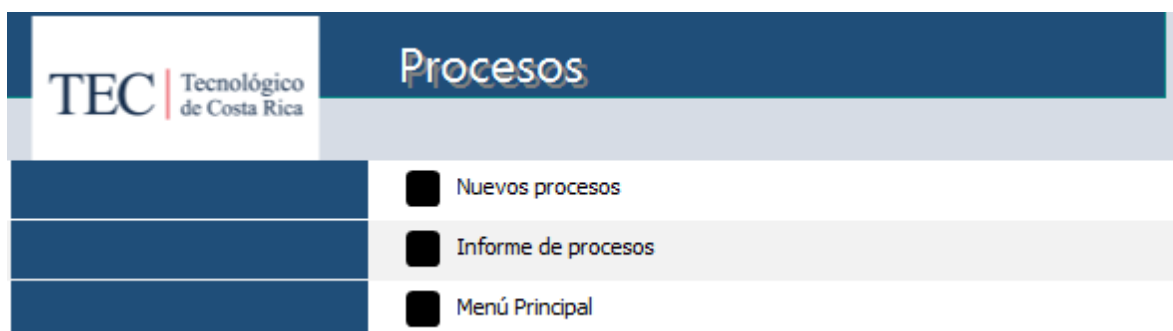 Procesos
TEC
Tecnológico
de Costa Rica
Nuevos procesos
Informe de procesos
Menú Principal